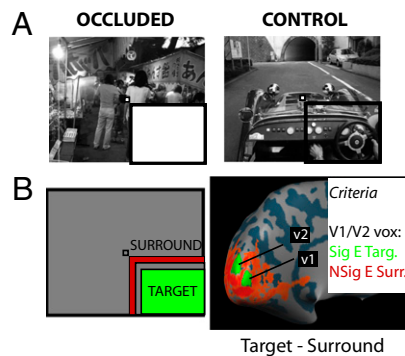 A
OCCLUDED
CONTROL
B
SURROUND
TARGET
v2
v1
Criteria
V1/V2 vox:
Sig E Targ.
NSig E Surr.
Target - Surround